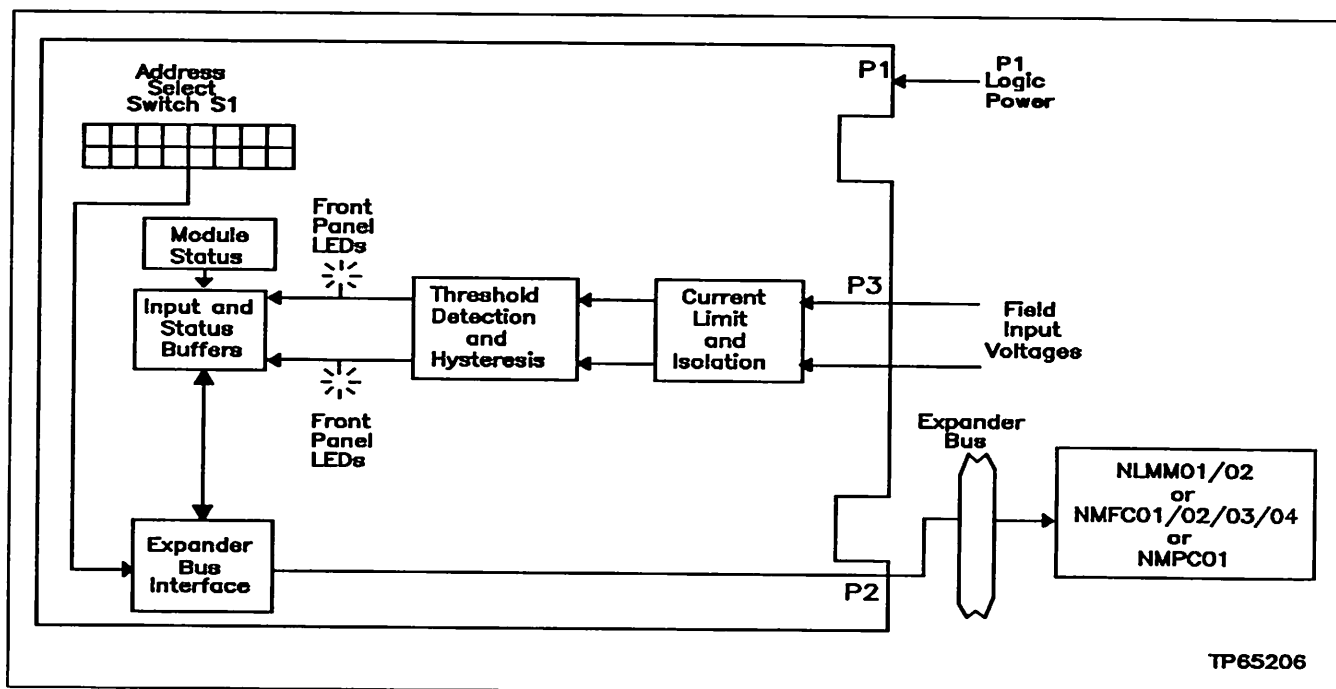 Address
Select
Switch S1
P1
P1
Logic
Power
Front
Panel
LEDs
Module
Status
Input and
Status
Buffers
Threshold
Detection
and
Hysteresis
Current
Limit
and
Isolation
P3
Field
Input
Voltages
Front
Panel
LEDs
Expander
Bus
NLMM01/02
or
NMFC01/02/03/04
or
NMPC01
Expander
Bus
Interface
P2
TP65206